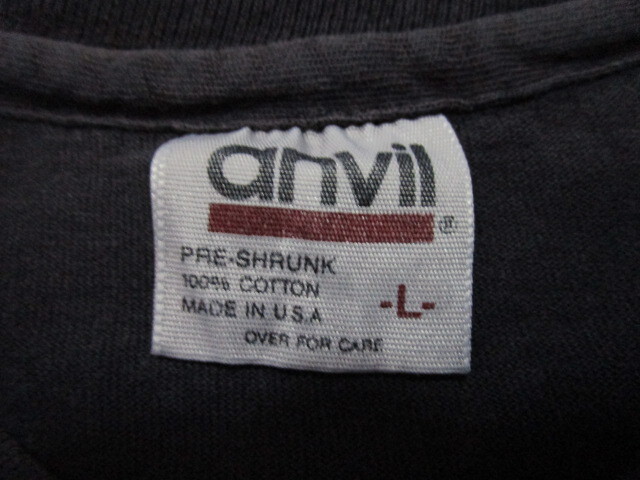 anvil
®
PRE-SHRUNK
100% COTTON
MADE IN U.S.A
-L-
OVER FOR CARE